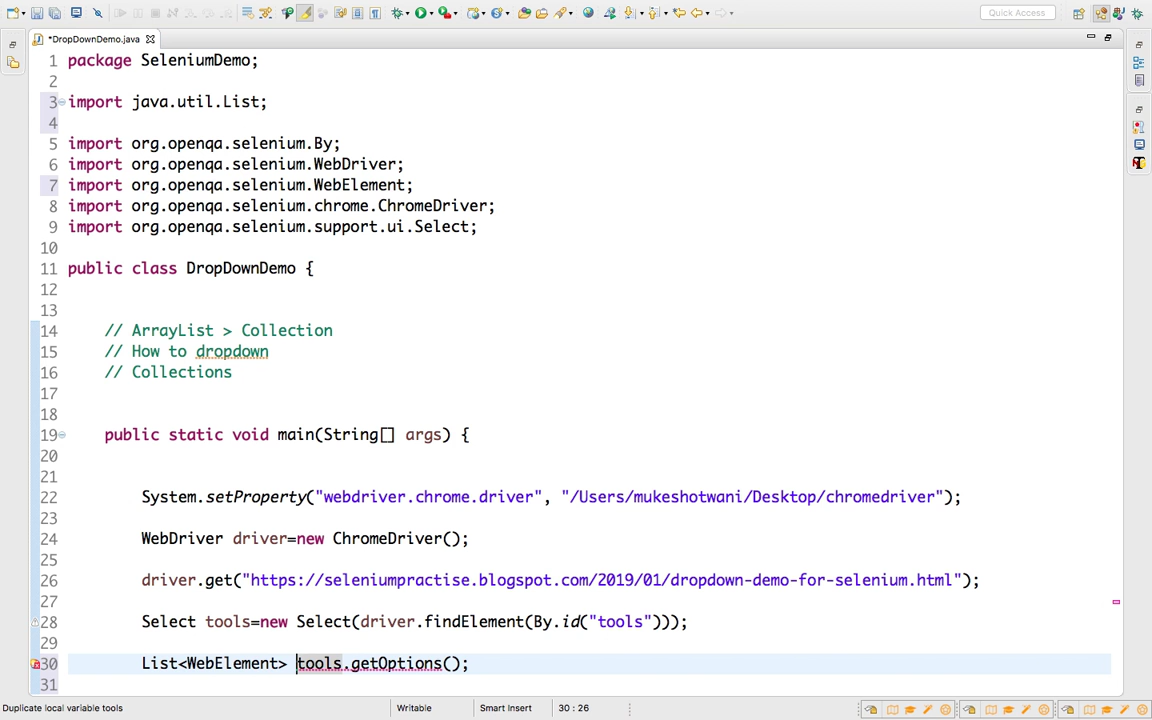 Quick Access
*DropDownDemo.java
1 package SeleniumDemo;
2
3 import java.util.List;
4
5 import org.openqa.selenium.By;
6 import org.openqa.selenium.WebDriver;
7 import org.openqa.selenium.WebElement;
8 import org.openqa.selenium.chrome.ChromeDriver;
9 import org.openqa.selenium.support.ui.Select;
10
11 public class DropDownDemo {
12
13
14 // ArrayList > Collection
15 // How to dropdown
16 // Collections
17
18
19 public static void main(String[] args) {
20
21
22 System.setProperty("webdriver.chrome.driver", "/Users/mukeshotwani/Desktop/chromedriver");
23
24 WebDriver driver=new ChromeDriver();
25
26 driver.get("https://seleniumpractise.blogspot.com/2019/01/dropdown-demo-for-selenium.html");
27
28 Select tools=new Select(driver.findElement(By.id("tools")));
29
30 List<WebElement> tools.getOptions();
31
Duplicate local variable tools
Writable
Smart Insert
30 : 26